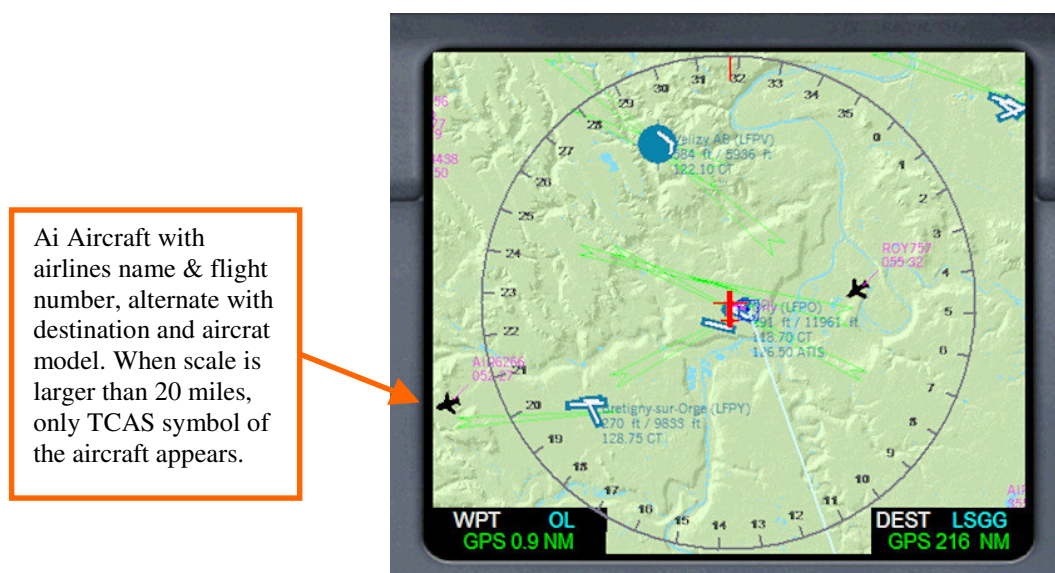 Ai Aircraft with
airlines name & flight
number, alternate with
destination and aircrat
model. When scale is
larger than 20 miles,
only TCAS symbol of
the aircraft appears.
30 31 32 33 34 35
29
28
27
26
25
24
23
22
21
20
19
18
17
16 15 14 13 12 11
10
9
8
7
6
5
4
3
2
1
0
Velizy AB (LFPV)
584 ft / 5936 ft
122.10 CT
ROY757
055-32
(LFPO)
11961 ft
118.70 CT
126.50 ATIS
052-27
Bretigny-sur-Orge (LFPY)
270 ft / 9833 ft
128.75 CT
WPT OL
GPS 0.9 NM
DEST LSGG
GPS 216 NM